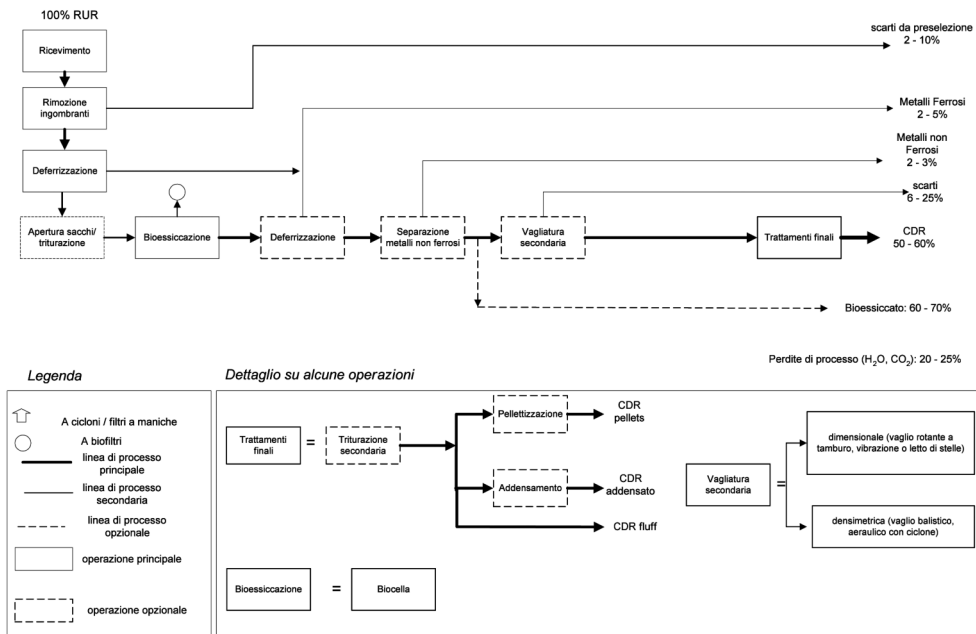 100% RUR
Ricevimento
scarti da preselezione
2 - 10%
Rimozione
ingombranti
Metalli Ferrosi
2 - 5%
Metalli non
Ferrosi
2 - 3%
Deferrizzazione
scarti
6 - 25%
Apertura sacchi/
triturazione
Bioessiccazione
Deferrizzazione
Separazione
metalli non ferrosi
Vagliatura
secondaria
Trattamenti finali
CDR
50 - 60%
Bioessiccato: 60 - 70%
Perdite di processo (H₂O, CO₂): 20 - 25%
Legenda
A cicloni / filtri a maniche
A biofiltri
linea di processo
principale
linea di processo
secondaria
linea di processo
opzionale
operazione principale
operazione opzionale
Dettaglio su alcune operazioni
Trattamenti
finali
=
Triturazione
secondaria
Pellettizzazione
CDR
pellets
Addensamento
CDR
addensato
CDR fluff
Vagliatura
secondaria
=
dimensionale (vaglio rotante a
tamburo, vibrazione o letto di stelle)
densimetrica (vaglio balistico,
aeraulico con ciclone)
Bioessiccazione
=
Biocella